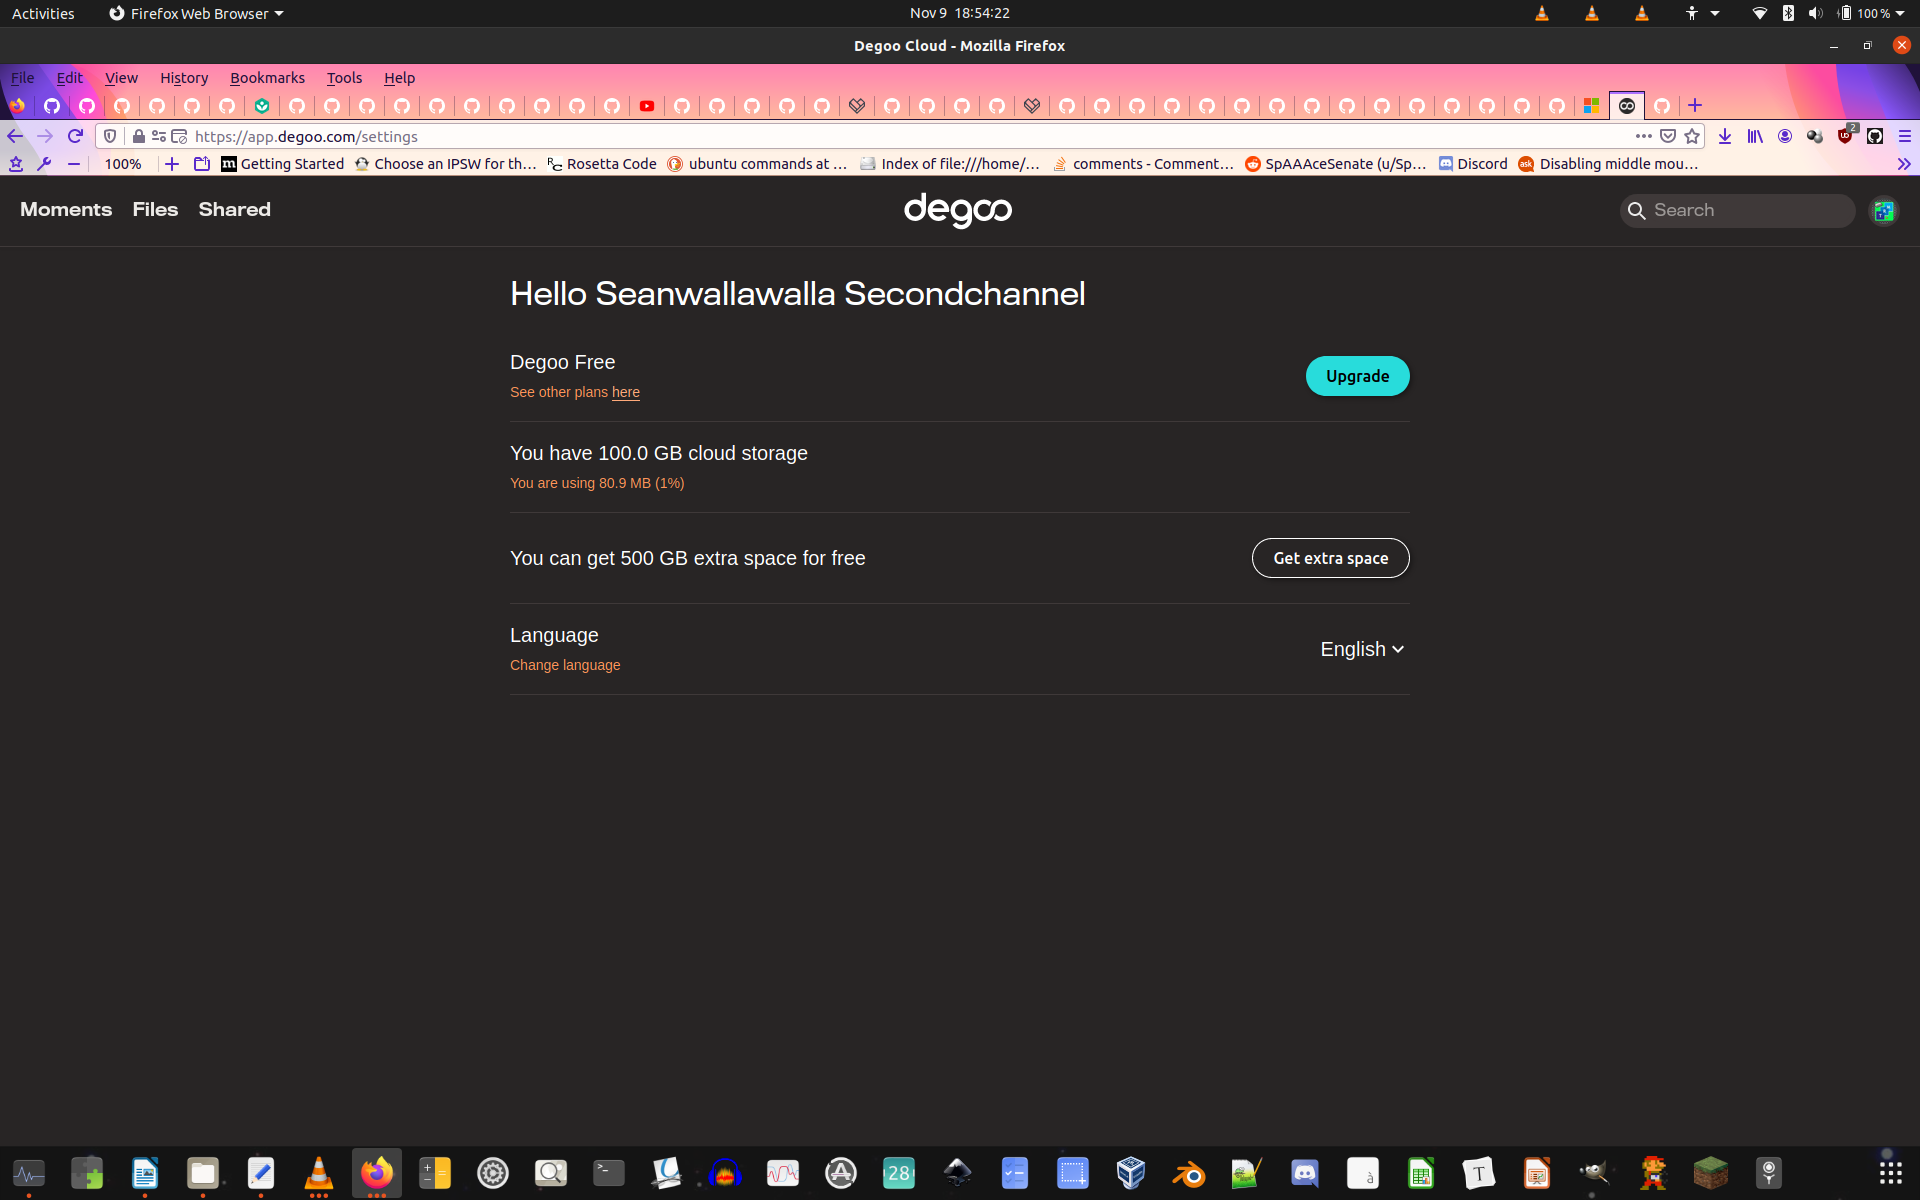 Activities
Firefox Web Browser
Nov 9 18:54:22
100 %
Degoo Cloud - Mozilla Firefox
File Edit View History Bookmarks Tools Help
https://app.degoo.com/settings
2
100%
Getting Started
Choose an IPSW for th…
Rosetta Code
ubuntu commands at …
Index of file:///home/…
comments - Comment…
SpAAAceSenate (u/Sp…
Discord
Disabling middle mou…
Moments Files Shared
degoo
Search
Hello Seanwallawalla Secondchannel
Degoo Free
See other plans here
Upgrade
You have 100.0 GB cloud storage
You are using 80.9 MB (1%)
You can get 500 GB extra space for free
Get extra space
Language
Change language
English
28